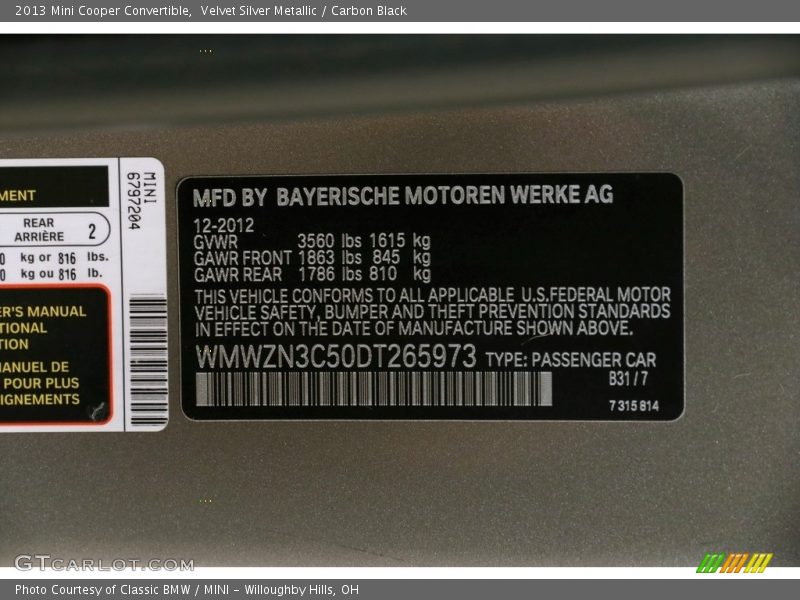 2013 Mini Cooper Convertible, Velvet Silver Metallic / Carbon Black
MENT
REAR
ARRIÈRE 2
0 kg or 816 lbs.
0 kg ou 816 lb.
R'S MANUAL
TIONAL
TION
MANUEL DE
POUR PLUS
IGNEMENTS
MINI
6797204
MFD BY BAYERISCHE MOTOREN WERKE AG
12-2012
GVWR 3560 lbs 1615 kg
GAWR FRONT 1863 lbs 845 kg
GAWR REAR 1786 lbs 810 kg
THIS VEHICLE CONFORMS TO ALL APPLICABLE U.S.FEDERAL MOTOR
VEHICLE SAFETY, BUMPER AND THEFT PREVENTION STANDARDS
IN EFFECT ON THE DATE OF MANUFACTURE SHOWN ABOVE.
WMWZN3C50DT265973 TYPE: PASSENGER CAR
B31 / 7
7 315 814
GTCARLOT.COM
Photo Courtesy of Classic BMW / MINI - Willoughby Hills, OH